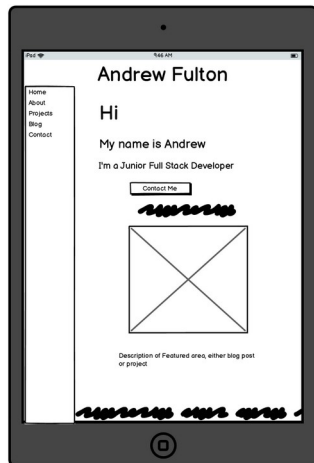 iPad
9:46 AM
Andrew Fulton
Home
About
Projects
Blog
Contact
Hi
My name is Andrew
I'm a Junior Full Stack Developer
Contact Me
Description of Featured area, either blog post
or project